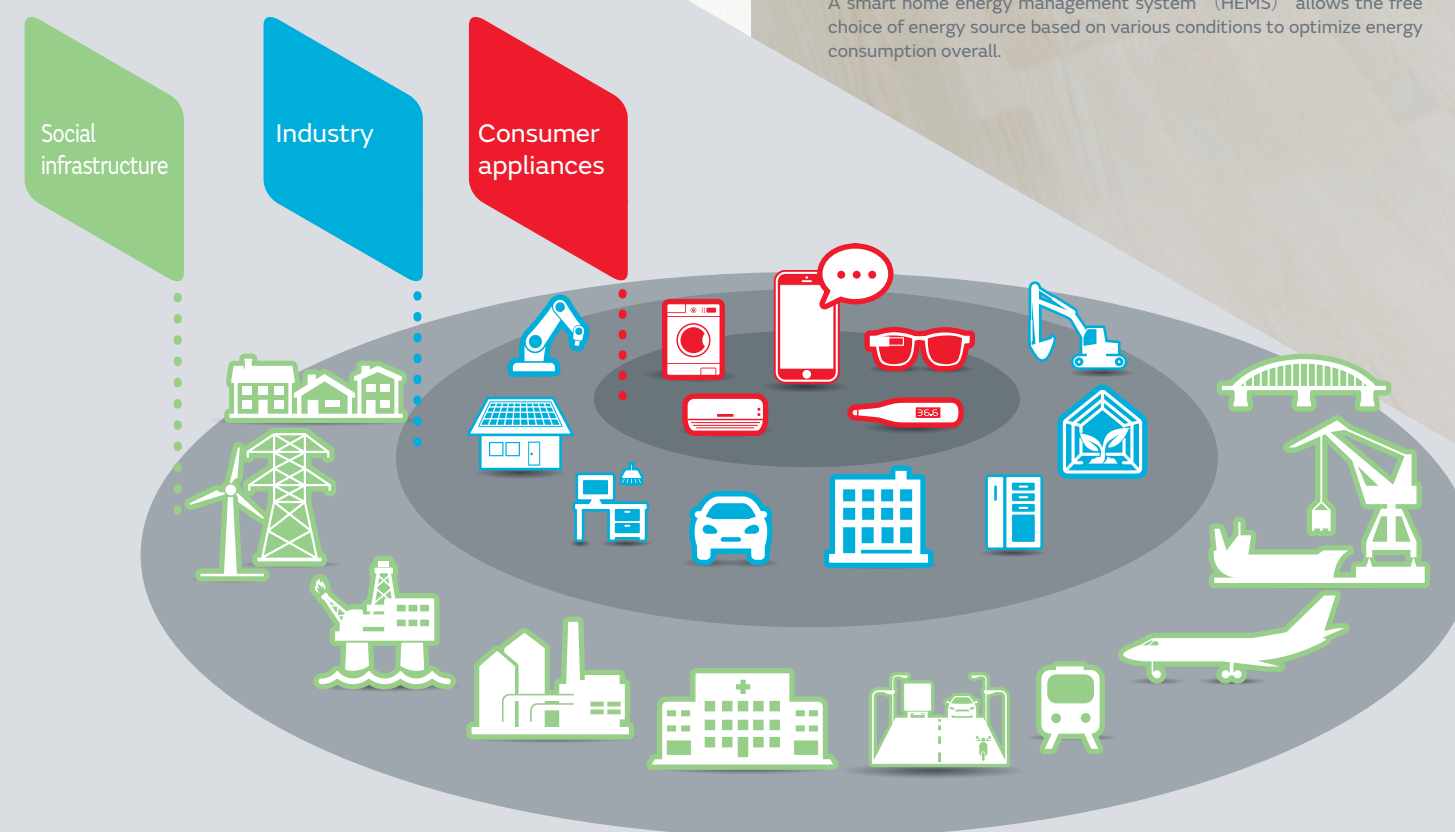 A smart home energy management system （HEMS） allows the free
choice of energy source based on various conditions to optimize energy
consumption overall.
Social
infrastructure
Industry
Consumer
appliances
36.6